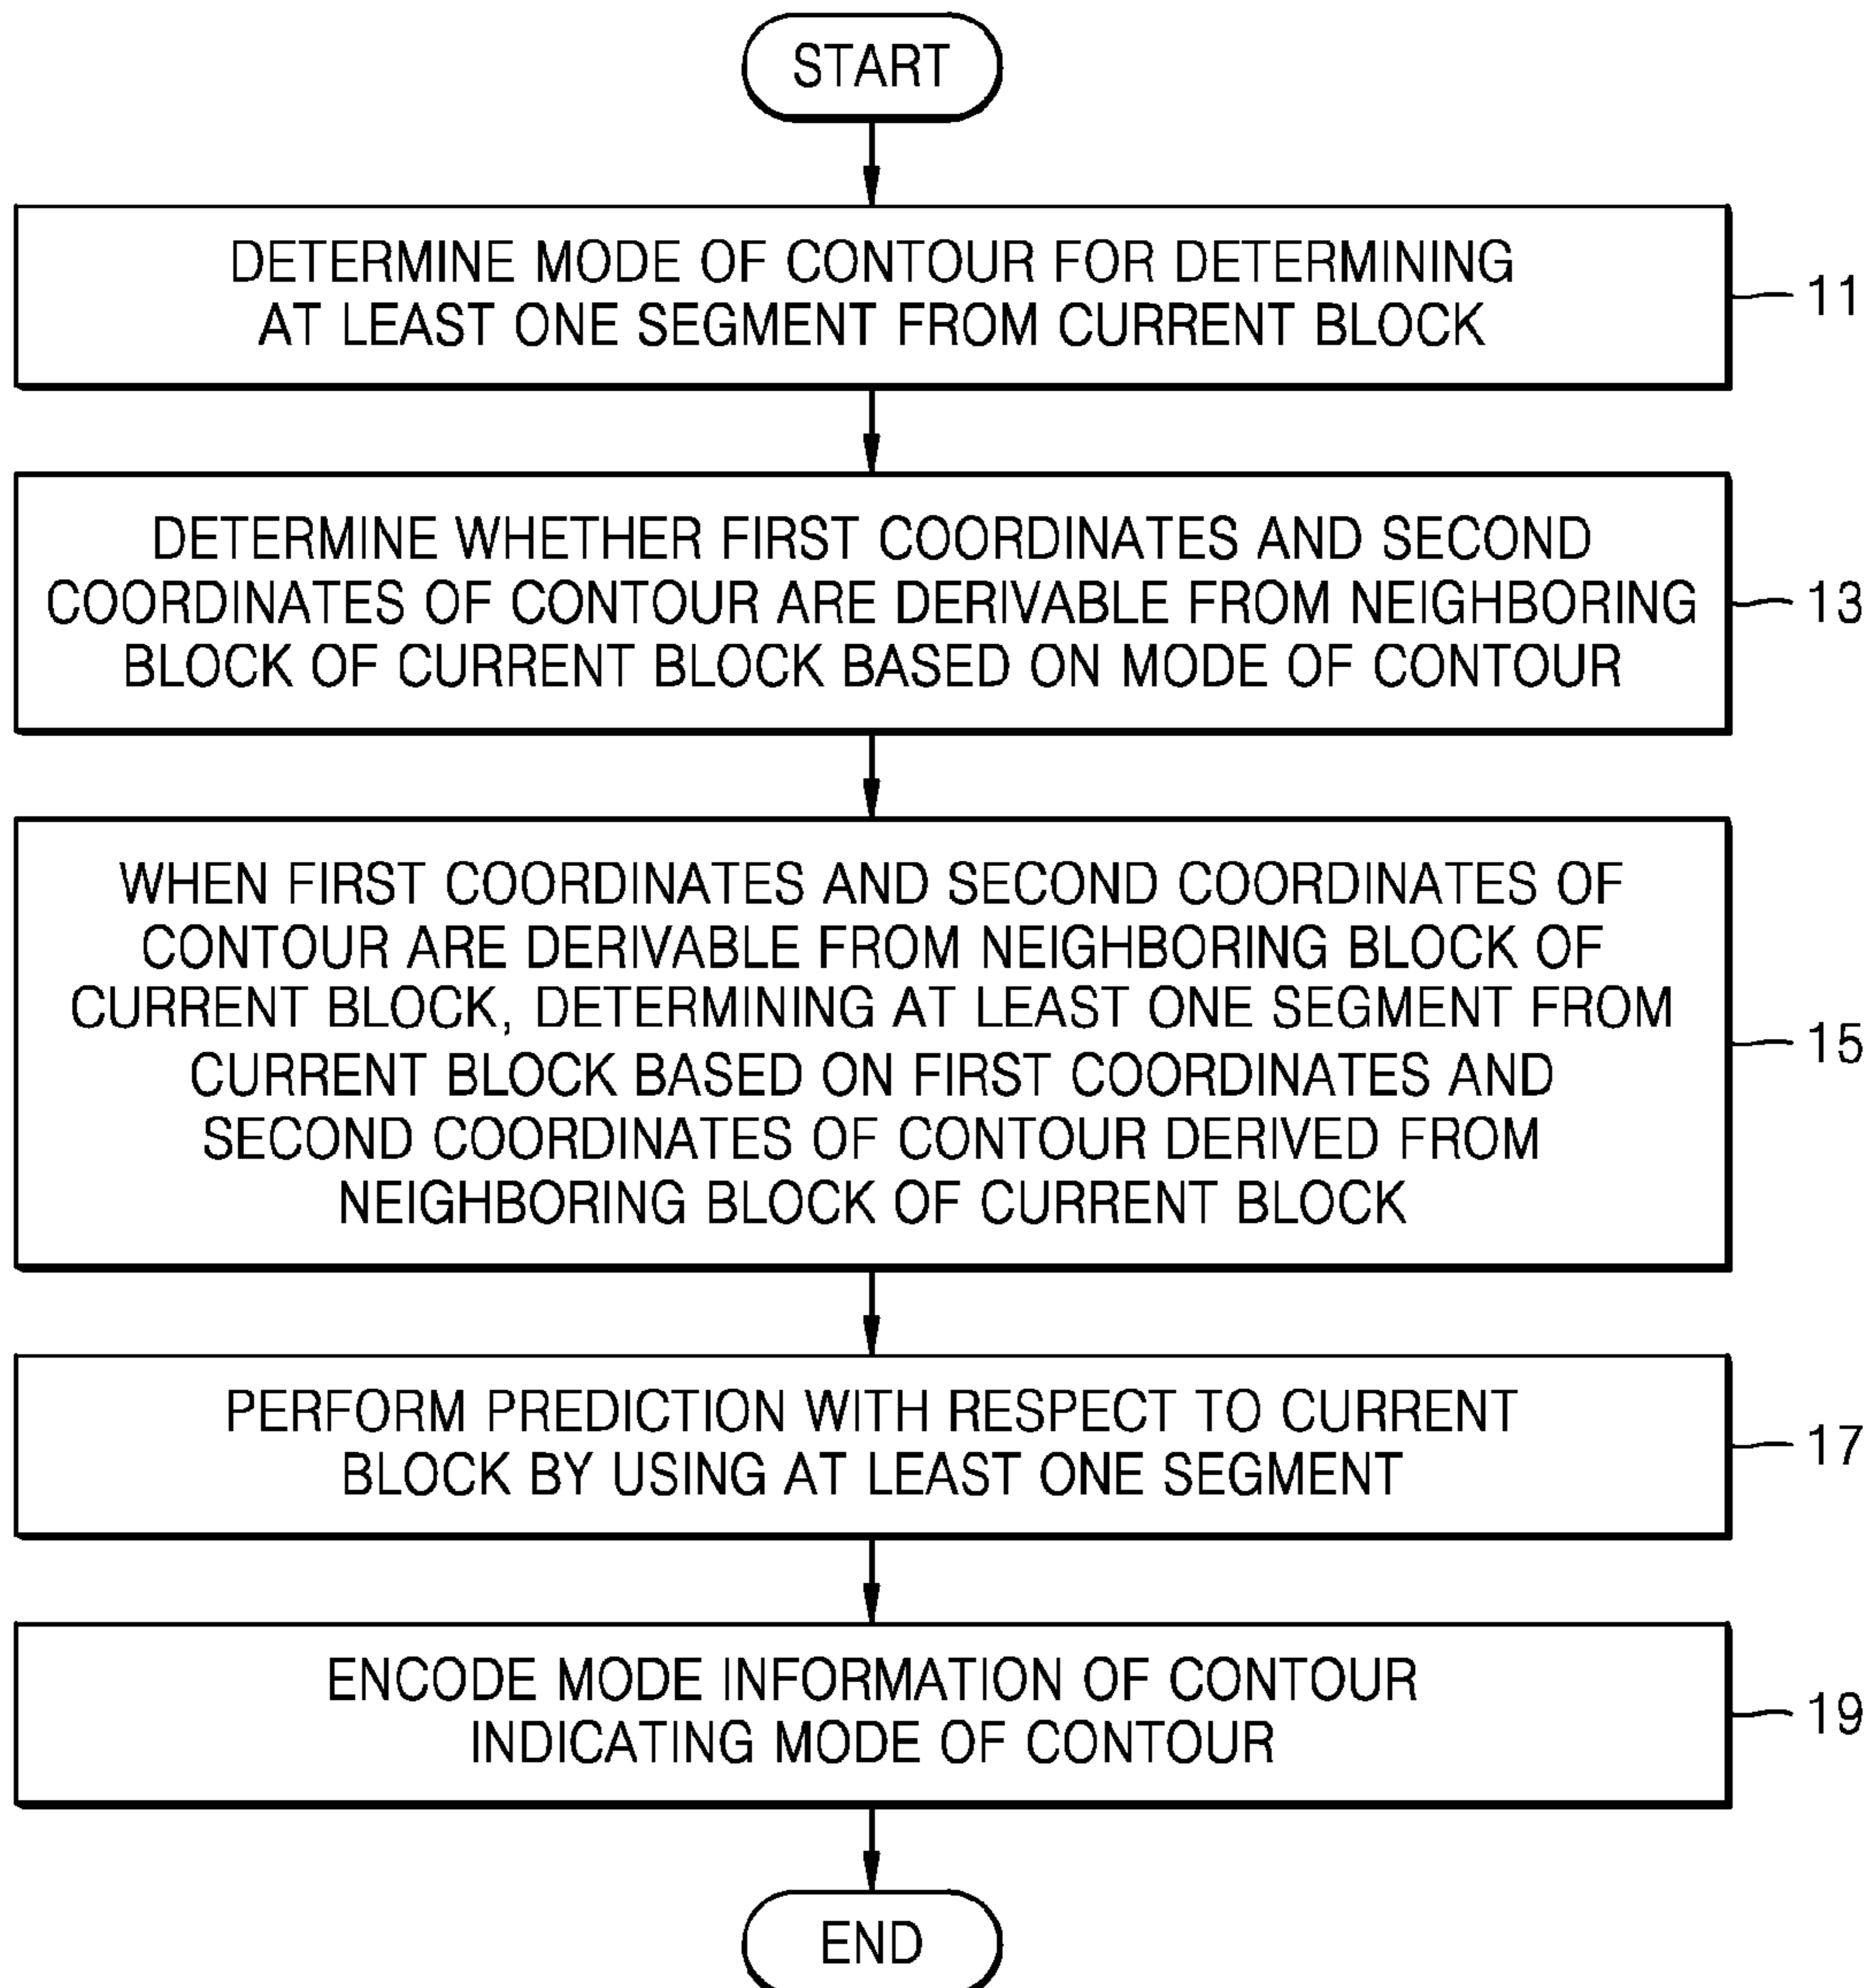 START
DETERMINE MODE OF CONTOUR FOR DETERMINING
AT LEAST ONE SEGMENT FROM CURRENT BLOCK
11
DETERMINE WHETHER FIRST COORDINATES AND SECOND
COORDINATES OF CONTOUR ARE DERIVABLE FROM NEIGHBORING
BLOCK OF CURRENT BLOCK BASED ON MODE OF CONTOUR
13
WHEN FIRST COORDINATES AND SECOND COORDINATES OF
CONTOUR ARE DERIVABLE FROM NEIGHBORING BLOCK OF
CURRENT BLOCK, DETERMINING AT LEAST ONE SEGMENT FROM
CURRENT BLOCK BASED ON FIRST COORDINATES AND
SECOND COORDINATES OF CONTOUR DERIVED FROM
NEIGHBORING BLOCK OF CURRENT BLOCK
15
PERFORM PREDICTION WITH RESPECT TO CURRENT
BLOCK BY USING AT LEAST ONE SEGMENT
17
ENCODE MODE INFORMATION OF CONTOUR
INDICATING MODE OF CONTOUR
19
END